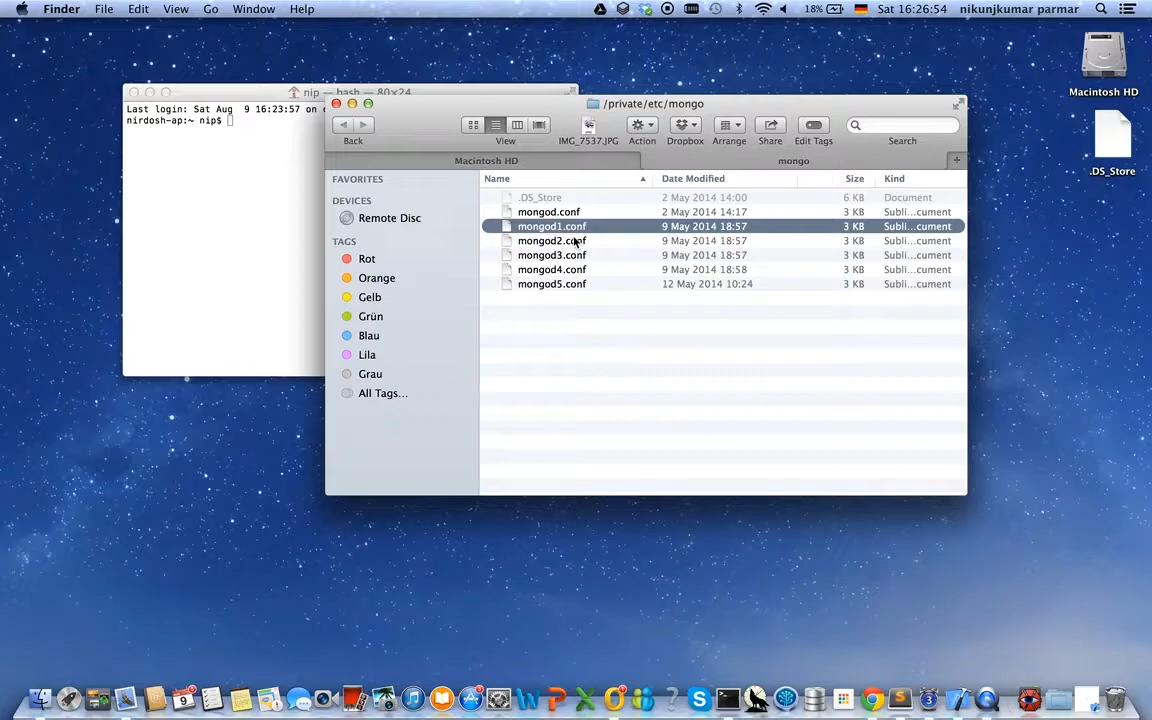 Finder File Edit View Go Window Help 18% Sat 16:26:54 nikunjkumar parmar
Macintosh HD
.DS_Store
nip — bash — 80×24
Last login: Sat Aug 9 16:23:57 on
nirdosh-ap:~ nip$
/private/etc/mongo
Back View IMG_7537.JPG Action Dropbox Arrange Share Edit Tags Search
Macintosh HD mongo +
FAVORITES
DEVICES
Remote Disc
TAGS
Rot
Orange
Gelb
Grün
Blau
Lila
Grau
All Tags...
Name Date Modified Size Kind
.DS_Store 2 May 2014 14:00 6 KB Document
mongod.conf 2 May 2014 14:17 3 KB Subli...cument
mongod1.conf 9 May 2014 18:57 3 KB Subli...cument
mongod2.conf 9 May 2014 18:57 3 KB Subli...cument
mongod3.conf 9 May 2014 18:57 3 KB Subli...cument
mongod4.conf 9 May 2014 18:58 3 KB Subli...cument
mongod5.conf 12 May 2014 10:24 3 KB Subli...cument